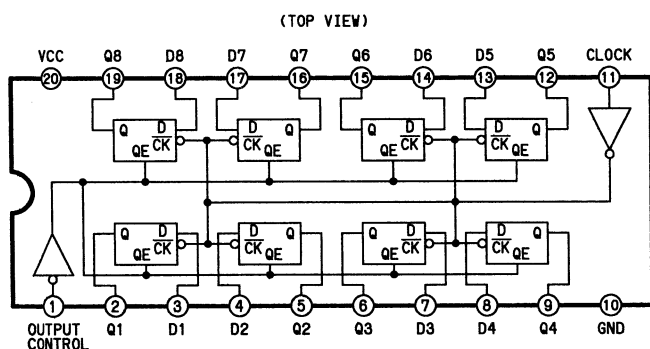 (TOP VIEW)
VCC Q8 D8 D7 Q7 Q6 D6 D5 Q5 CLOCK
20 19 18 17 16 15 14 13 12 11
Q D D Q Q D D Q
CK CK CK CK
QE QE QE QE
Q D D Q Q D D Q
CK CK CK CK
QE QE QE QE
1 2 3 4 5 6 7 8 9 10
OUTPUT CONTROL Q1 D1 D2 Q2 Q3 D3 D4 Q4 GND